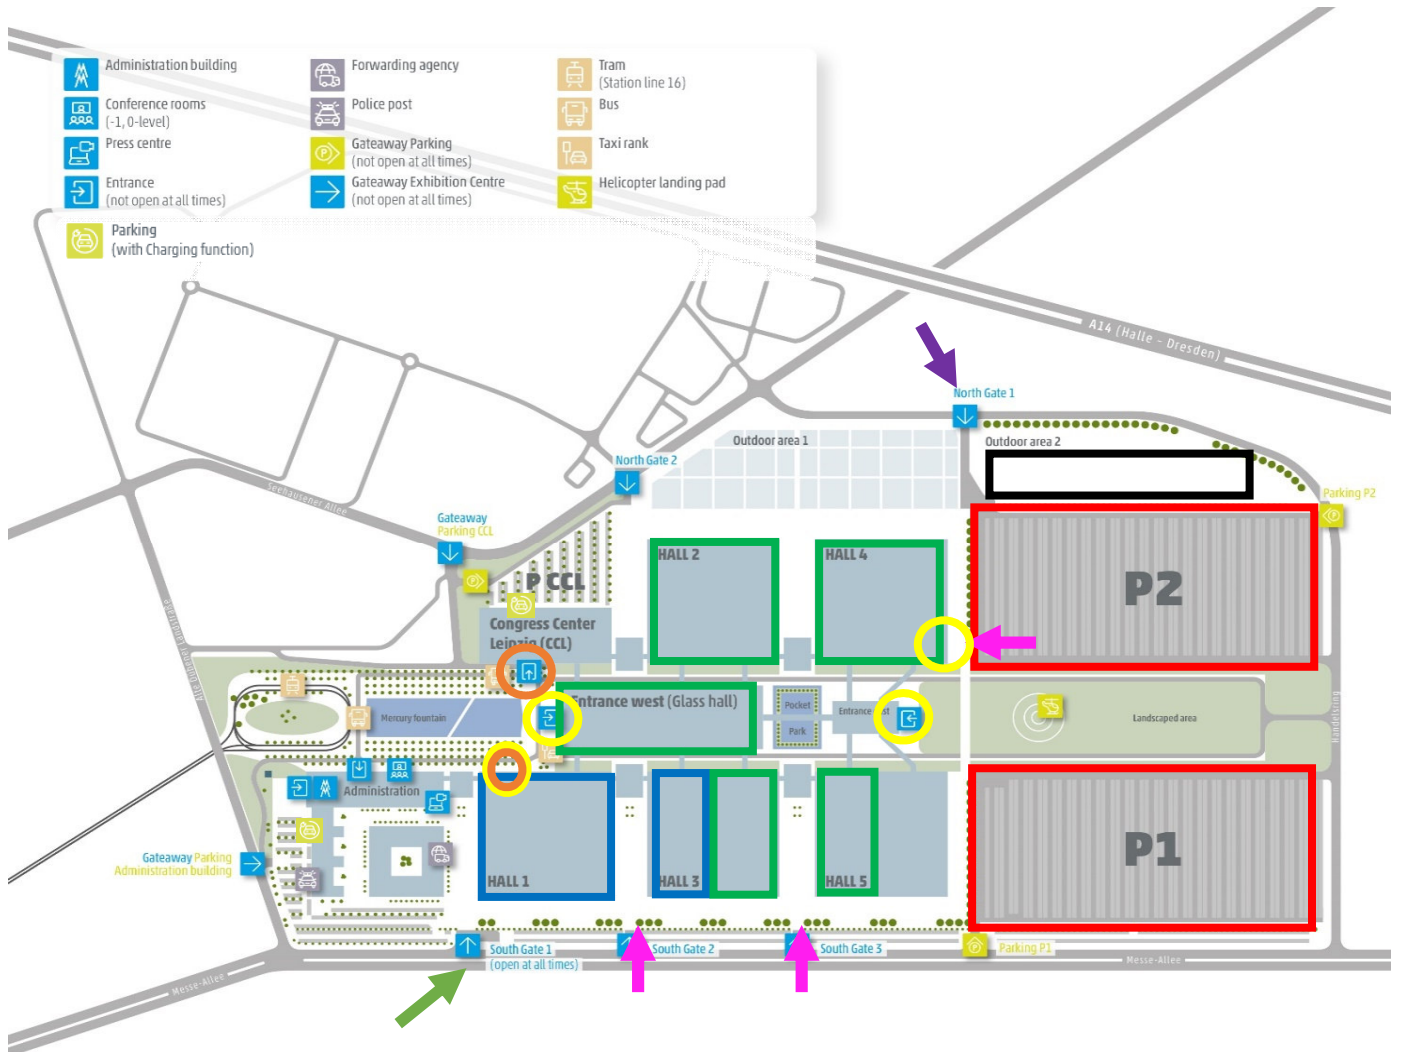 Administration building
Conference rooms
(-1, 0-level)
Press centre
Entrance
(not open at all times)
Parking
(with Charging function)
Forwarding agency
Police post
Gateaway Parking
(not open at all times)
Gateaway Exhibition Centre
(not open at all times)
Tram
(Station line 16)
Bus
Taxi rank
Helicopter landing pad
A14 (Halle - Dresden)
North Gate 1
Outdoor area 1
Outdoor area 2
North Gate 2
Seehausener Allee
Parking P2
Gateaway
Parking CCL
HALL 2
HALL 4
P CCL
P2
Congress Center
Leipzig (CCL)
Entrance west (Glass hall)
Pocket
Park
Entrance
Mercury fountain
Landscaped area
Handelsring
Administration
P1
Gateaway Parking
Administration building
HALL 1
HALL 3
HALL 5
South Gate 1
(open at all times)
South Gate 2
South Gate 3
Parking P1
Messe-Allee
Messe-Allee